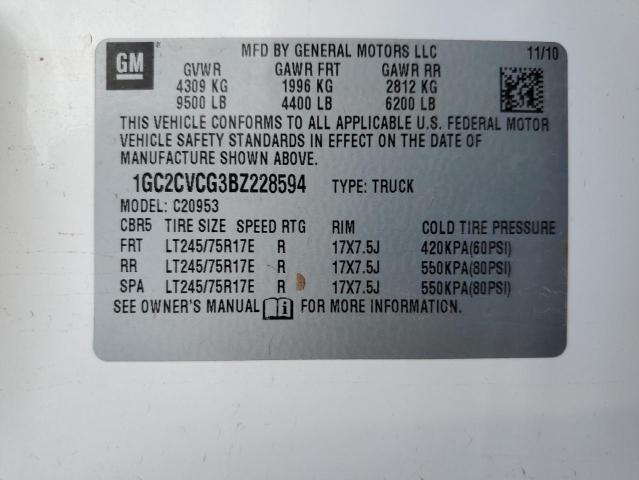 GM MFD BY GENERAL MOTORS LLC 11/10
GVWR GAWR FRT GAWR RR
4309 KG 1996 KG 2812 KG
9500 LB 4400 LB 6200 LB
THIS VEHICLE CONFORMS TO ALL APPLICABLE U.S. FEDERAL MOTOR
VEHICLE SAFETY STANDARDS IN EFFECT ON THE DATE OF
MANUFACTURE SHOWN ABOVE.
1GC2CVCG3BZ228594 TYPE: TRUCK
MODEL: C20953
CBR5 TIRE SIZE SPEED RTG RIM COLD TIRE PRESSURE
FRT LT245/75R17E R 17X7.5J 420KPA(60PSI)
RR LT245/75R17E R 17X7.5J 550KPA(80PSI)
SPA LT245/75R17E R 17X7.5J 550KPA(80PSI)
SEE OWNER'S MANUAL i FOR MORE INFORMATION.